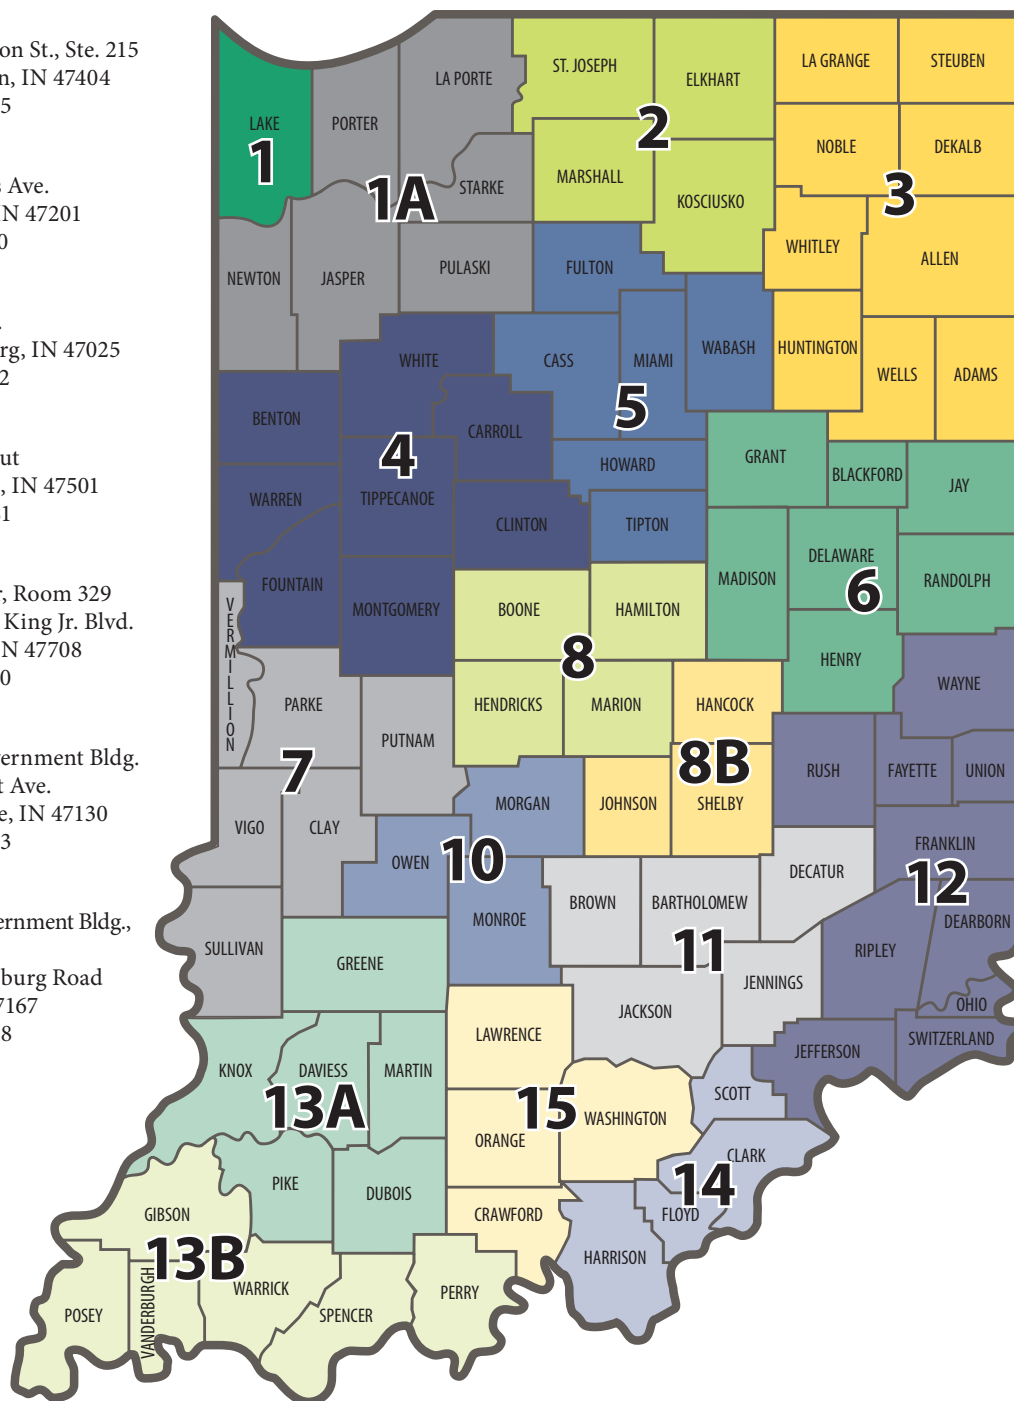 on St., Ste. 215
n, IN 47404
5
s Ave.
IN 47201
0
.
rg, IN 47025
2
ut
, IN 47501
51
r, Room 329
King Jr. Blvd.
IN 47708
0
vernment Bldg.
t Ave.
e, IN 47130
3
ernment Bldg.,
sburg Road
7167
8
LA PORTE
ST. JOSEPH
ELKHART
LA GRANGE
STEUBEN
LAKE
PORTER
1
2
NOBLE
DEKALB
MARSHALL
STARKE
1A
KOSCIUSKO
3
WHITLEY
ALLEN
NEWTON
JASPER
PULASKI
FULTON
WHITE
CASS
MIAMI
WABASH
HUNTINGTON
WELLS
ADAMS
BENTON
CARROLL
5
4
GRANT
HOWARD
BLACKFORD
JAY
WARREN
TIPPECANOE
CLINTON
TIPTON
DELAWARE
FOUNTAIN
MADISON
RANDOLPH
6
MONTGOMERY
BOONE
HAMILTON
VERMILLION
8
HENRY
WAYNE
PARKE
HENDRICKS
MARION
HANCOCK
PUTNAM
7
8B
RUSH
FAYETTE
UNION
MORGAN
JOHNSON
SHELBY
VIGO
CLAY
FRANKLIN
10
OWEN
DECATUR
12
BROWN
BARTHOLOMEW
MONROE
DEARBORN
SULLIVAN
11
RIPLEY
GREENE
JENNINGS
JACKSON
OHIO
LAWRENCE
SWITZERLAND
JEFFERSON
KNOX
DAVIESS
MARTIN
SCOTT
13A
15
WASHINGTON
ORANGE
CLARK
PIKE
DUBOIS
14
GIBSON
CRAWFORD
FLOYD
13B
HARRISON
WARRICK
PERRY
POSEY
VANDERBURGH
SPENCER